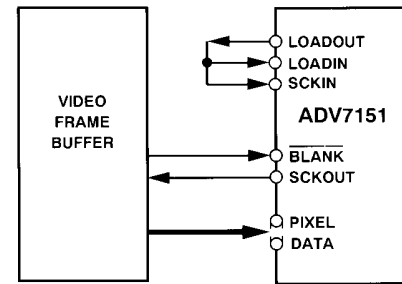 VIDEO
FRAME
BUFFER
LOADOUT
LOADIN
SCKIN
ADV7151
BLANK
SCKOUT
PIXEL
DATA